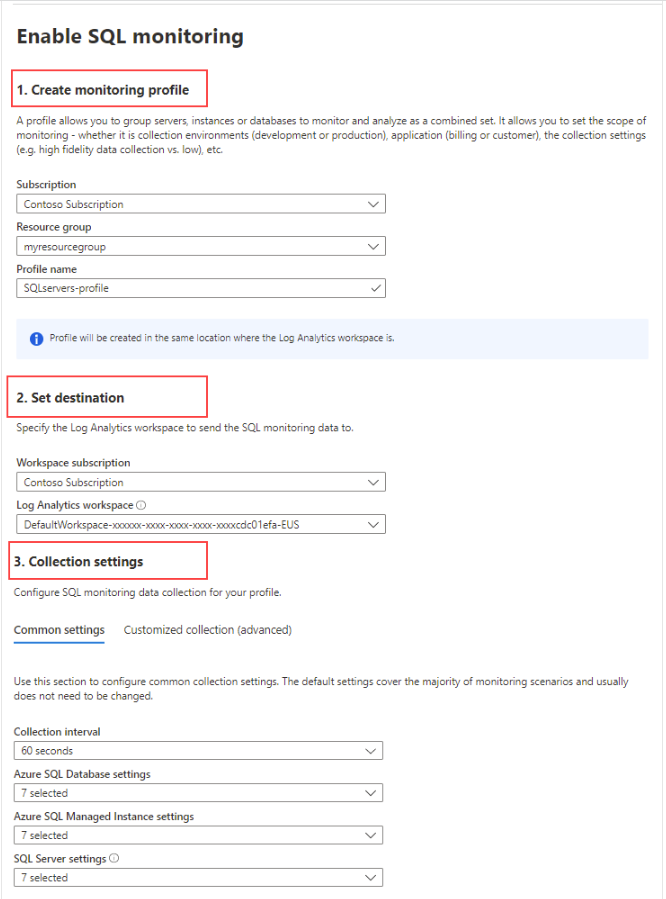 Enable SQL monitoring
1. Create monitoring profile
A profile allows you to group servers, instances or databases to monitor and analyze as a combined set. It allows you to set the scope of
monitoring - whether it is collection environments (development or production), application (billing or customer), the collection settings
(e.g. high fidelity data collection vs. low), etc.
Subscription
Contoso Subscription
Resource group
myresourcegroup
Profile name
SQLservers-profile
Profile will be created in the same location where the Log Analytics workspace is.
2. Set destination
Specify the Log Analytics workspace to send the SQL monitoring data to.
Workspace subscription
Contoso Subscription
Log Analytics workspace
DefaultWorkspace-xxxxxx-xxxx-xxxx-xxxx-xxxxcdc01efa-EUS
3. Collection settings
Configure SQL monitoring data collection for your profile.
Common settings Customized collection (advanced)
Use this section to configure common collection settings. The default settings cover the majority of monitoring scenarios and usually
does not need to be changed.
Collection interval
60 seconds
Azure SQL Database settings
7 selected
Azure SQL Managed Instance settings
7 selected
SQL Server settings
7 selected